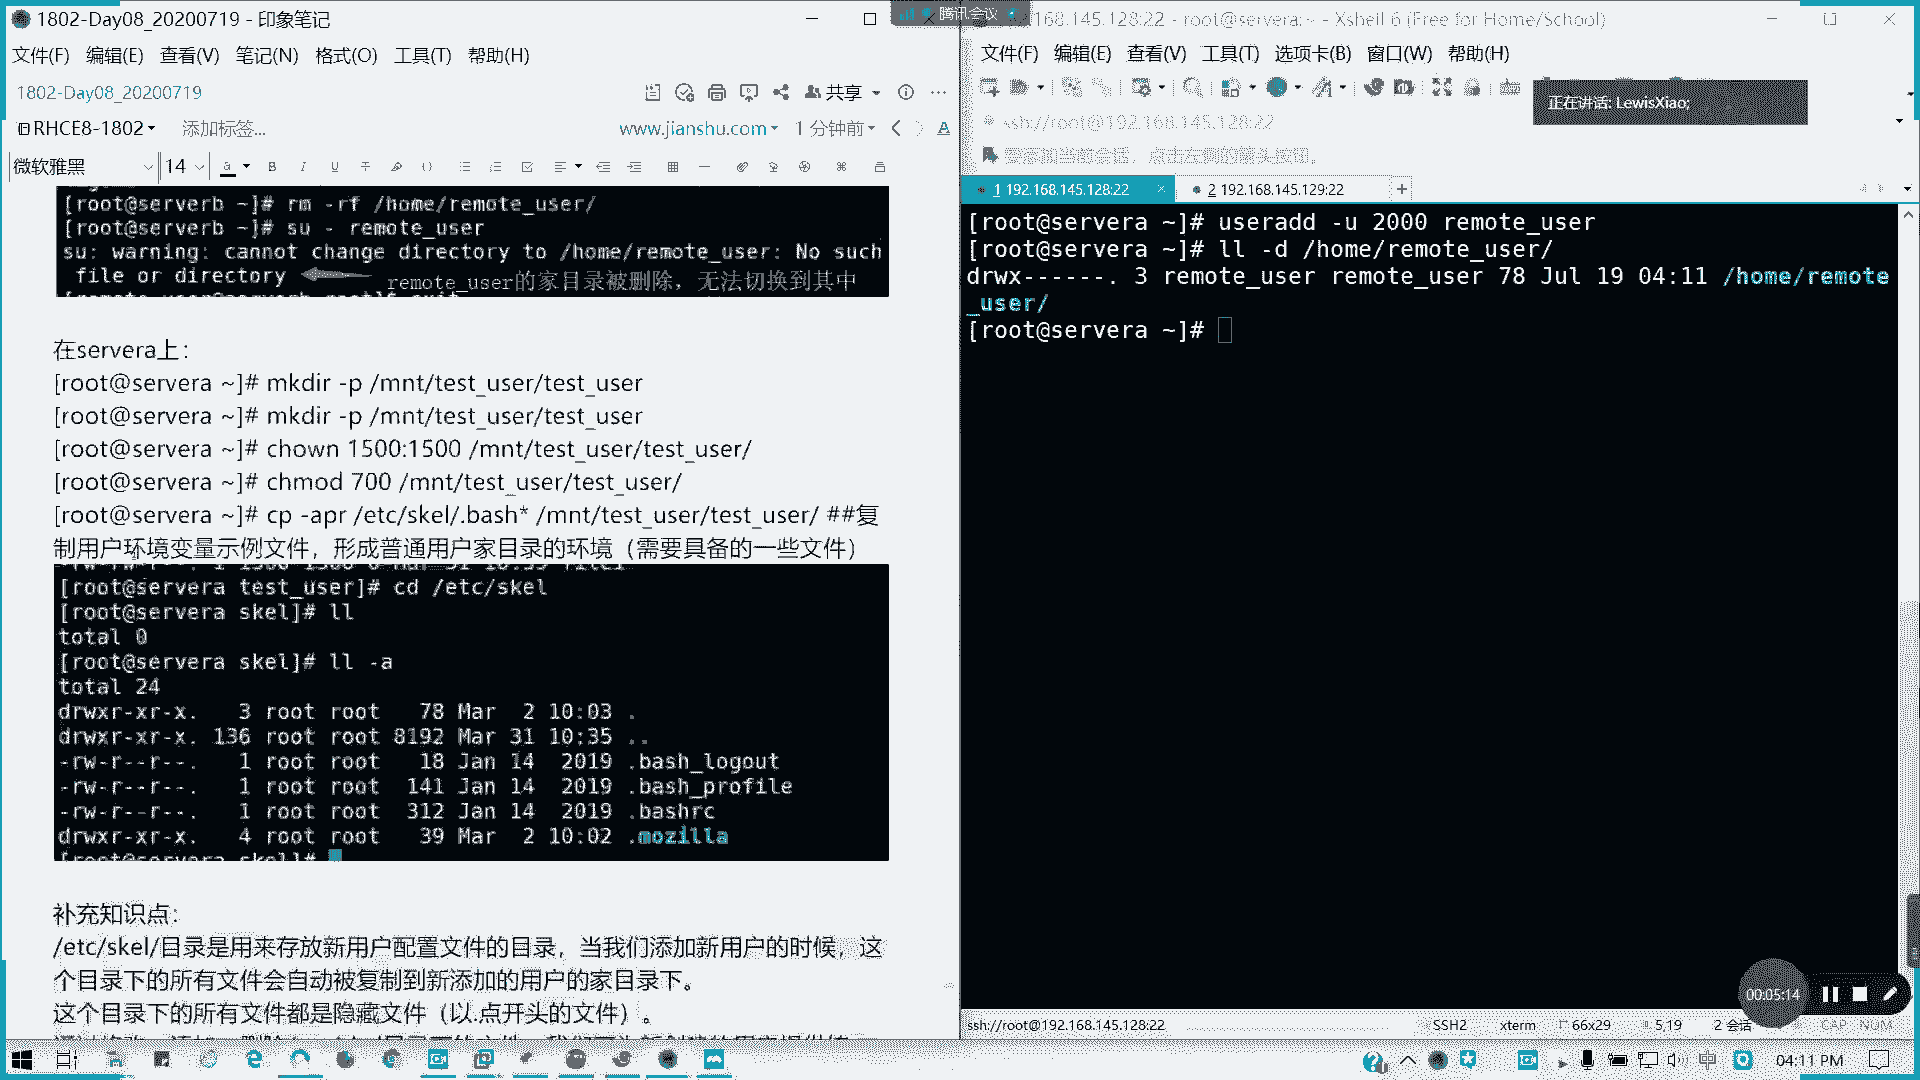 1802-Day08_20200719 - 印象笔记
文件(F) 编辑(E) 查看(V) 笔记(N) 格式(O) 工具(T) 帮助(H)
1802-Day08_20200719
共享
RHCE8-1802
添加标签...
www.jianshu.com
1 分钟前
微软雅黑
14
[root@serverb ~]# rm -rf /home/remote_user/
[root@serverb ~]# su - remote_user
su: warning: cannot change directory to /home/remote_user: No such
file or directory
remote_user的家目录被删除，无法切换到其中
在servera上：
[root@servera ~]# mkdir -p /mnt/test_user/test_user
[root@servera ~]# mkdir -p /mnt/test_user/test_user
[root@servera ~]# chown 1500:1500 /mnt/test_user/test_user/
[root@servera ~]# chmod 700 /mnt/test_user/test_user/
[root@servera ~]# cp -apr /etc/skel/.bash* /mnt/test_user/test_user/ ##复
制用户环境变量示例文件，形成普通用户家目录的环境（需要具备的一些文件）
[root@servera test_user]# cd /etc/skel
[root@servera skel]# ll
total 0
[root@servera skel]# ll -a
total 24
drwxr-xr-x. 3 root root 78 Mar 2 10:03 .
drwxr-xr-x. 136 root root 8192 Mar 31 10:35 ..
-rw-r--r--. 1 root root 18 Jan 14 2019 .bash_logout
-rw-r--r--. 1 root root 141 Jan 14 2019 .bash_profile
-rw-r--r--. 1 root root 312 Jan 14 2019 .bashrc
drwxr-xr-x. 4 root root 39 Mar 2 10:02 .mozilla
[root@servera skel]#
补充知识点：
/etc/skel/目录是用来存放新用户配置文件的目录，当我们添加新用户的时候，这
个目录下的所有文件会自动被复制到新添加的用户的家目录下。
这个目录下的所有文件都是隐藏文件（以.点开头的文件）。
腾讯会议
192.168.145.128:22 - root@servera:~ - Xshell 6 (Free for Home/School)
文件(F) 编辑(E) 查看(V) 工具(T) 选项卡(B) 窗口(W) 帮助(H)
正在讲话: LewisXiao;
ssh://root@192.168.145.128:22
要添加当前会话，点击左侧的箭头按钮。
1 192.168.145.128:22
2 192.168.145.129:22
[root@servera ~]# useradd -u 2000 remote_user
[root@servera ~]# ll -d /home/remote_user/
drwx------. 3 remote_user remote_user 78 Jul 19 04:11 /home/remote
_user/
[root@servera ~]#
00:05:14
ssh://root@192.168.145.128:22
SSH2
xterm
66x29
5,19
2 会话
CAP NUM
中
04:11 PM